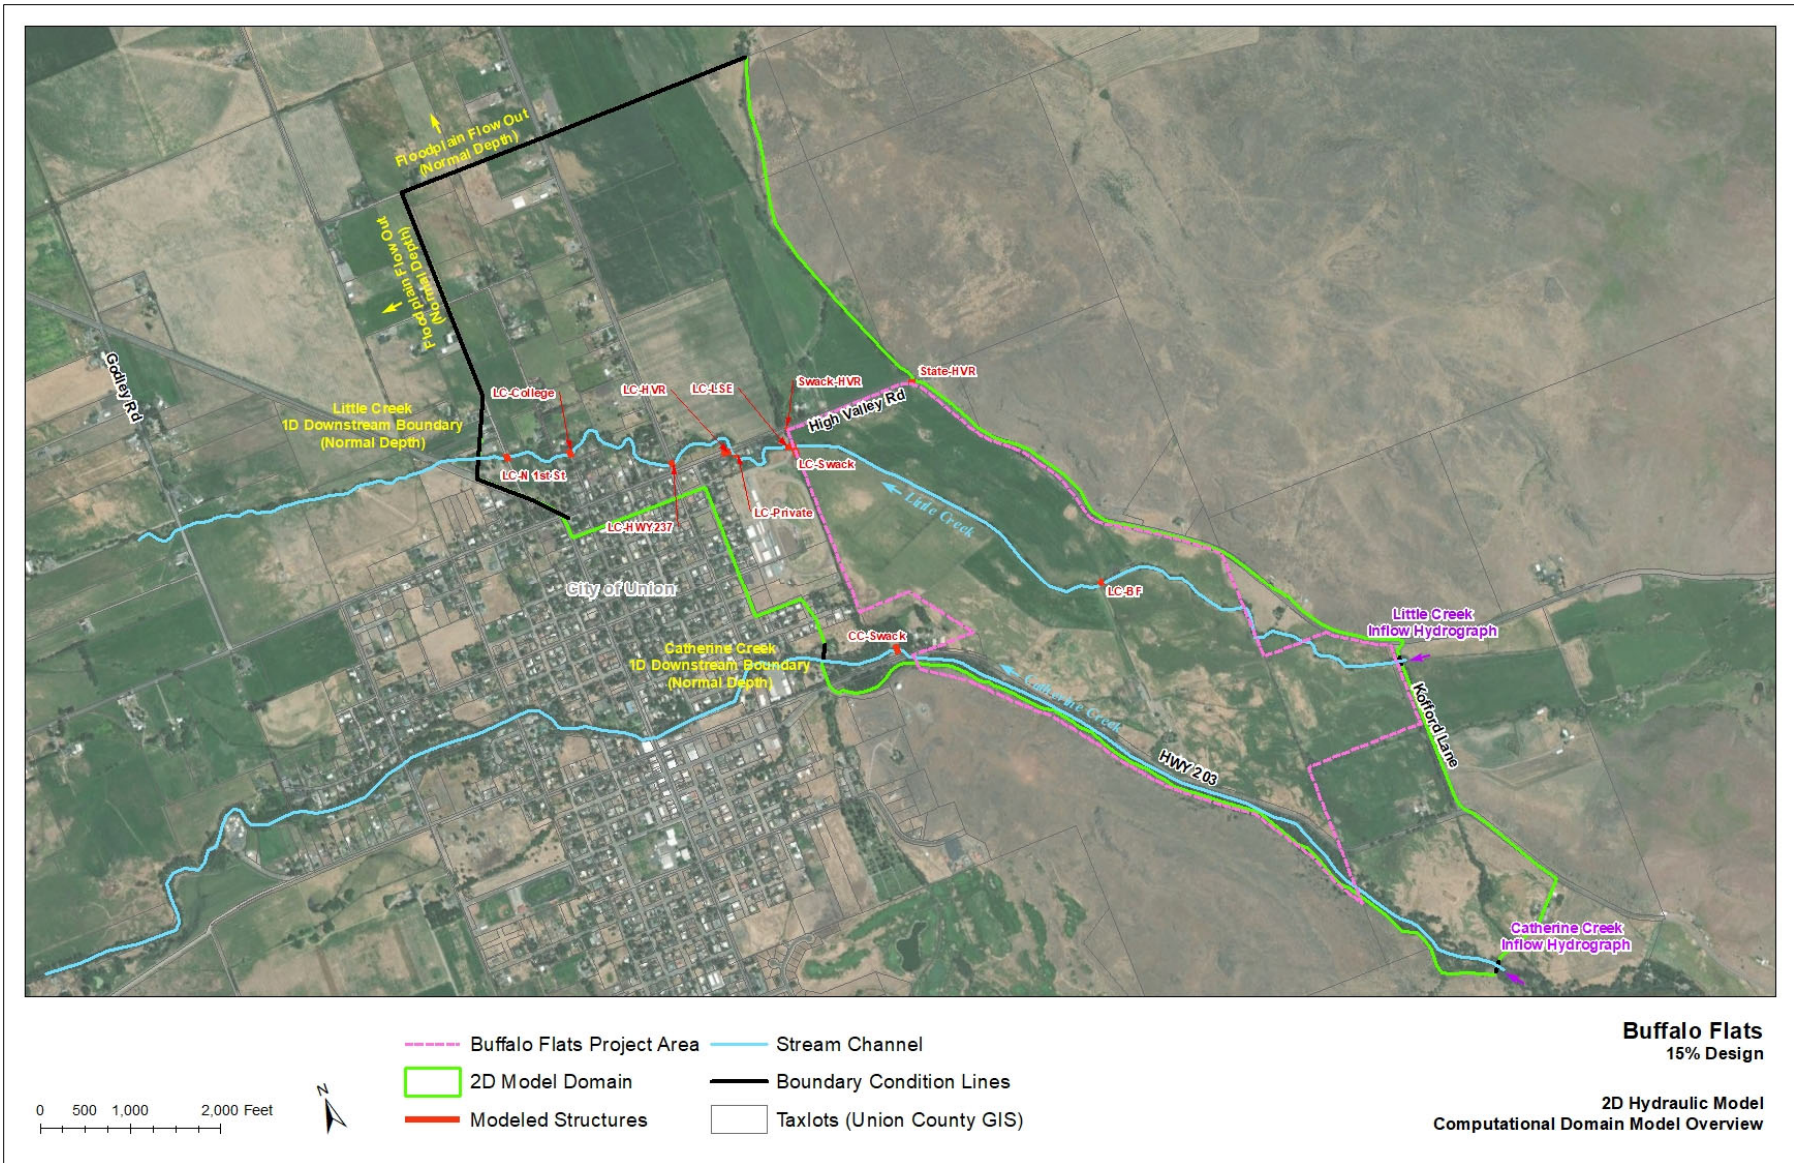 Floodplain Flow Out
(Normal Depth)
Floodplain Flow Out
(Normal Depth)
Godley Rd
Little Creek
1D Downstream Boundary
(Normal Depth)
LC-College
LC-HVR
LC-LSE
Swack-HVR
State-HVR
High Valley Rd
LC-N 1st St
LC-Swack
LC-HWY237
LC-Private
Little Creek
City of Union
LC-BF
Little Creek
Inflow Hydrograph
CC-Swack
Catherine Creek
1D Downstream Boundary
(Normal Depth)
Catherine Creek
Kofford Lane
HWY 203
Catherine Creek
Inflow Hydrograph
Buffalo Flats Project Area
Stream Channel
2D Model Domain
Boundary Condition Lines
Modeled Structures
Taxlots (Union County GIS)
0 500 1,000 2,000 Feet
N
Buffalo Flats
15% Design
2D Hydraulic Model
Computational Domain Model Overview